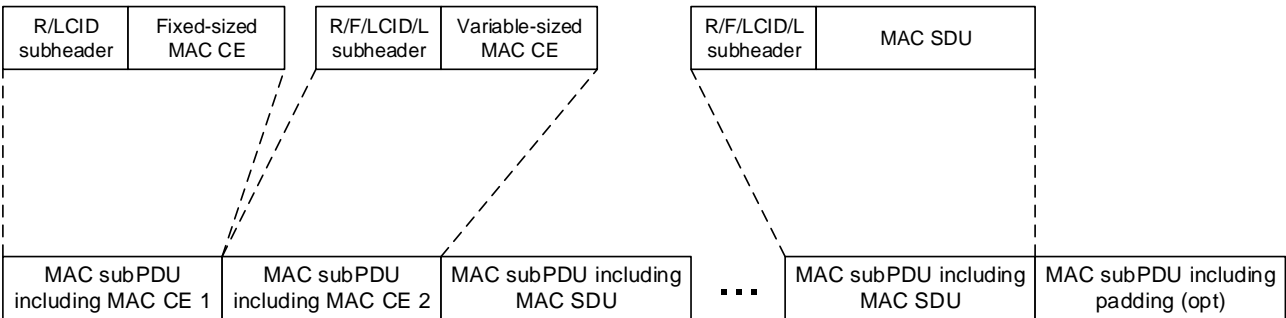 R/LCID
subheader
Fixed-sized
MAC CE
R/F/LCID/L
subheader
Variable-sized
MAC CE
R/F/LCID/L
subheader
MAC SDU
MAC subPDU
including MAC CE 1
MAC subPDU
including MAC CE 2
MAC subPDU including
MAC SDU
...
MAC subPDU including
MAC SDU
MAC subPDU including
padding (opt)